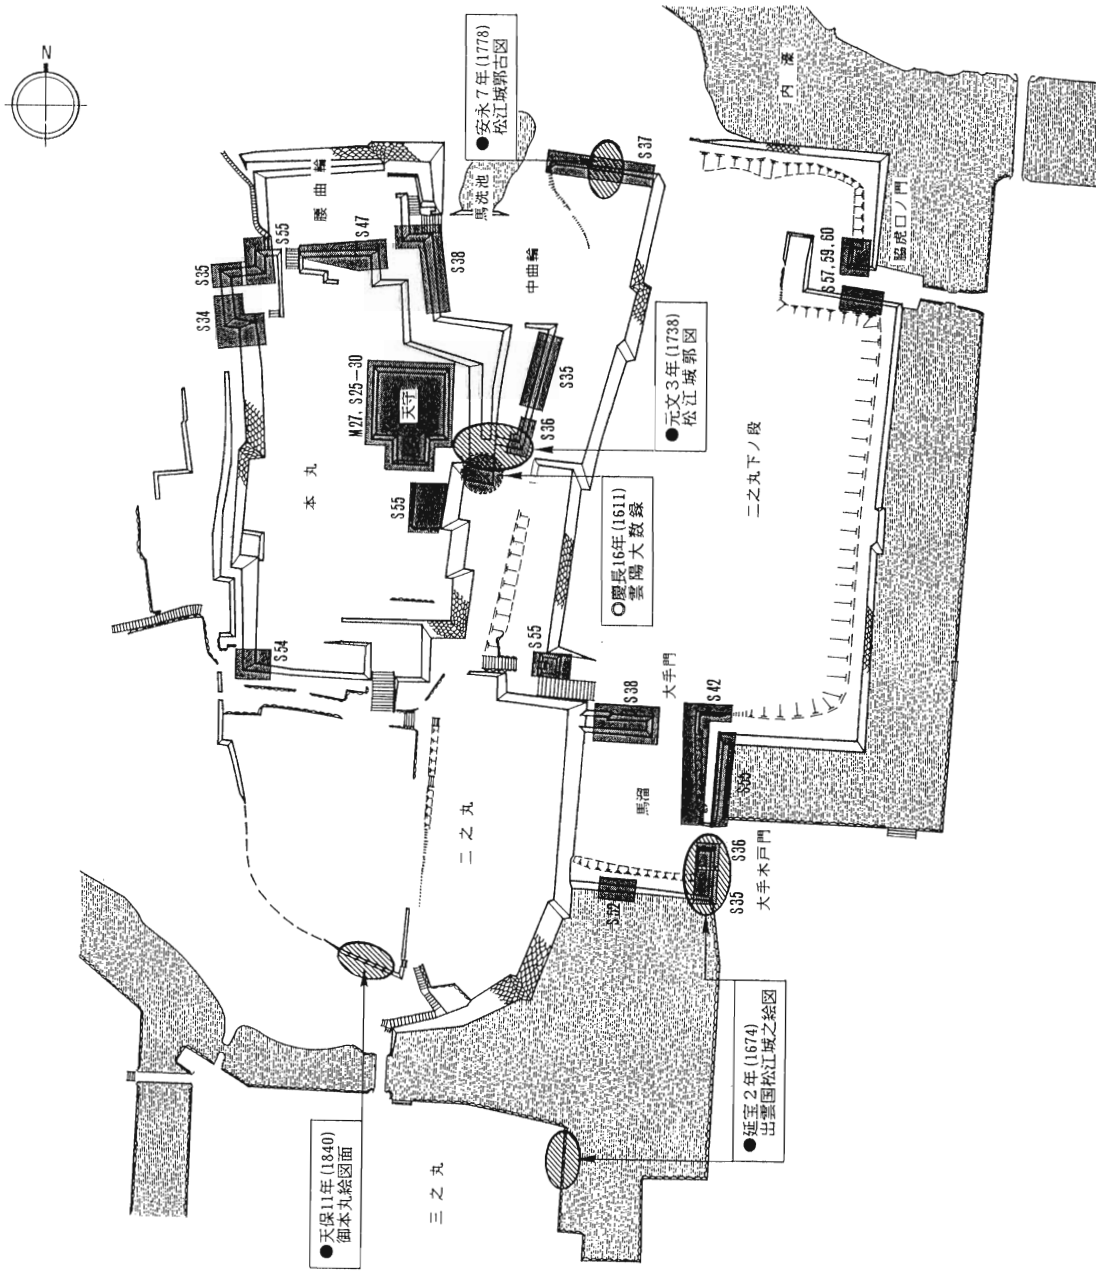 N
●安永7年(1778)
松江城郭古図
内濠
馬洗池
S37
腰曲輪
S55
S47
S35
S34
S38
中曲輪
脇虎口ノ門
S57,59,60
●元文3年(1738)
松江城郭図
M27,S25-30
天守
S35
S36
本丸
S55
二之丸下ノ段
○慶長16年(1611)
雲陽大数録
S54
S55
S38
大手門
S42
S55
馬溜
二之丸
S36
S35
大手木戸門
S52
●延宝2年(1674)
出雲国松江城之絵図
●天保11年(1840)
御本丸絵図面
三之丸